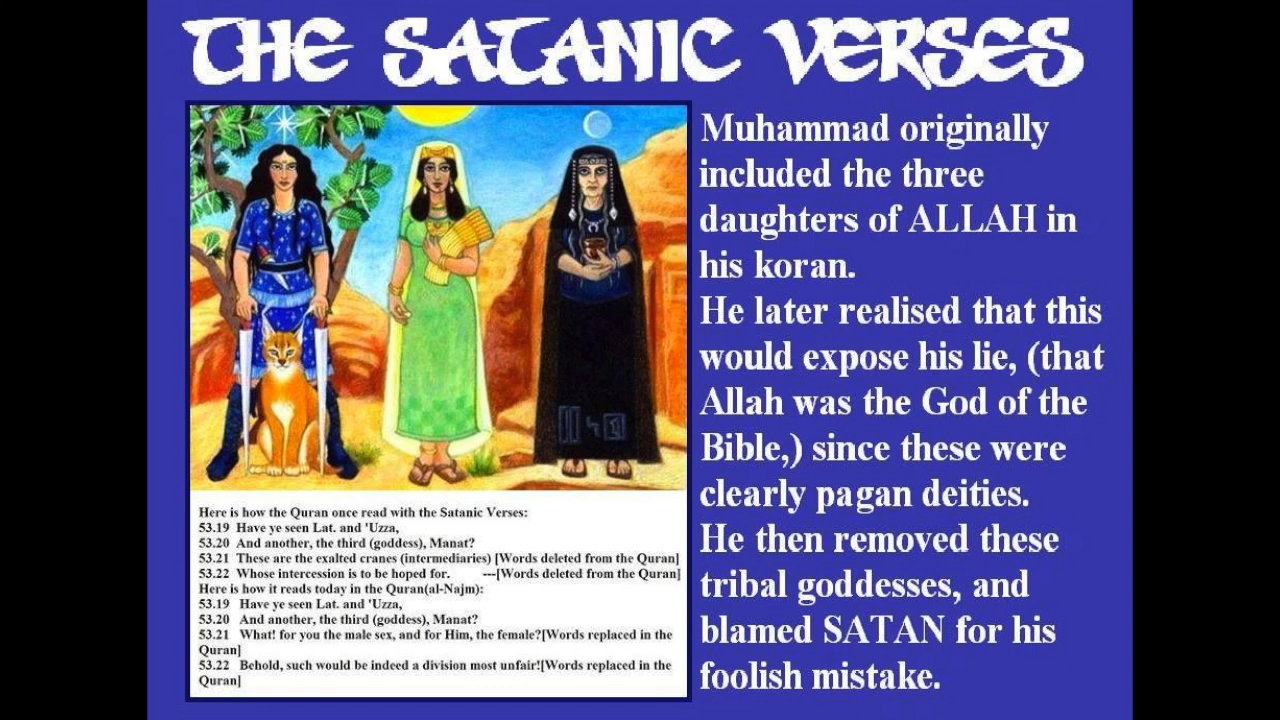 THE SATANIC VERSES
Here is how the Quran once read with the Satanic Verses:
53.19 Have ye seen Lat. and 'Uzza,
53.20 And another, the third (goddess), Manat?
53.21 These are the exalted cranes (intermediaries) [Words deleted from the Quran]
53.22 Whose intercession is to be hoped for. ---[Words deleted from the Quran]
Here is how it reads today in the Quran(al-Najm):
53.19 Have ye seen Lat. and 'Uzza,
53.20 And another, the third (goddess), Manat?
53.21 What! for you the male sex, and for Him, the female?[Words replaced in the
Quran]
53.22 Behold, such would be indeed a division most unfair![Words replaced in the
Quran]
Muhammad originally
included the three
daughters of ALLAH in
his koran.
He later realised that this
would expose his lie, (that
Allah was the God of the
Bible,) since these were
clearly pagan deities.
He then removed these
tribal goddesses, and
blamed SATAN for his
foolish mistake.